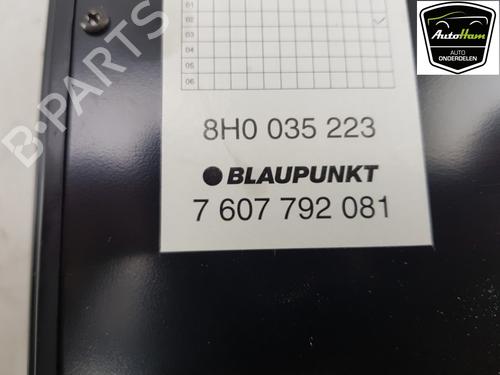 01
02
03
04
05
06
8H0 035 223
BLAUPUNKT
7 607 792 081
B-PARTS
AutoHam
AUTO
ONDERDELEN